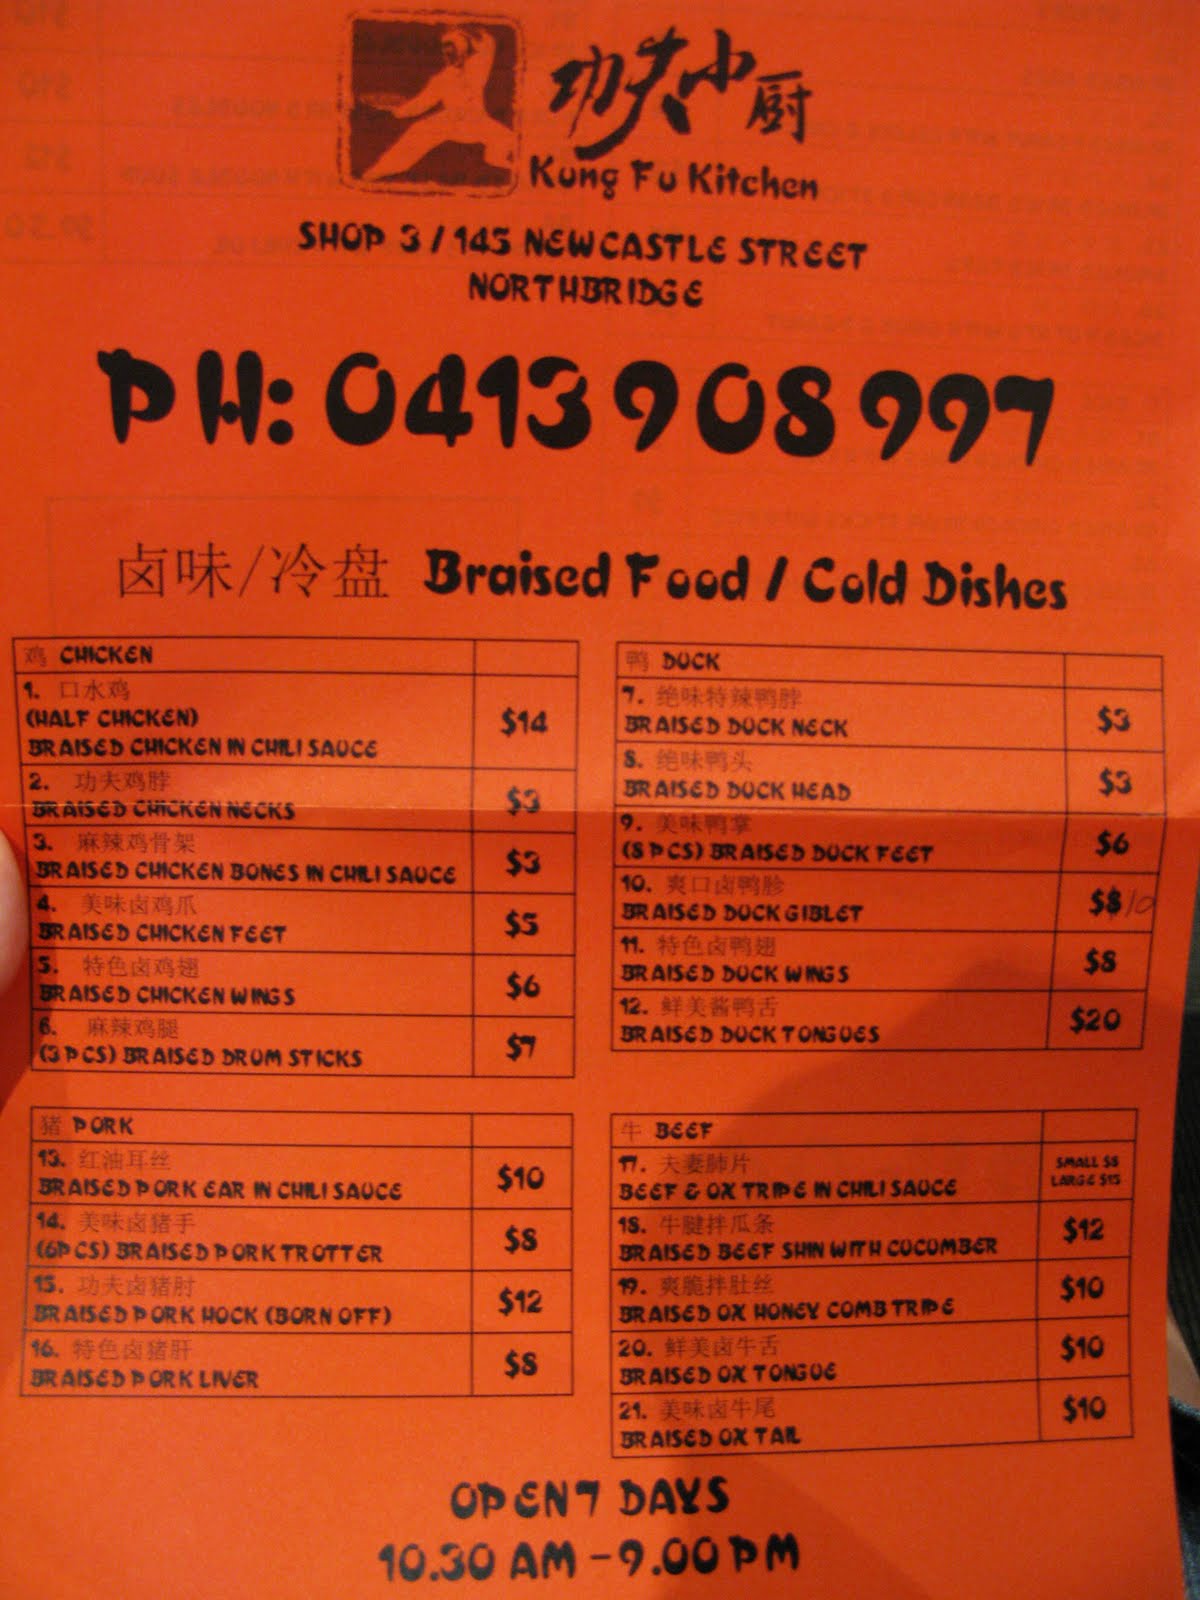 功夫小厨
Kung Fu Kitchen
SHOP 3 / 145 NEWCASTLE STREET
NORTHBRIDGE
PH: 0413 908 997
卤味/冷盘 Braised Food / Cold Dishes
鸡 CHICKEN
1. 口水鸡
(HALF CHICKEN)
BRAISED CHICKEN IN CHILI SAUCE
$14
2. 功夫鸡脖
BRAISED CHICKEN NECKS
$3
3. 麻辣鸡骨架
BRAISED CHICKEN BONES IN CHILI SAUCE
$3
4. 美味卤鸡爪
BRAISED CHICKEN FEET
$5
5. 特色卤鸡翅
BRAISED CHICKEN WINGS
$6
6. 麻辣鸡腿
(3 PCS) BRAISED DRUM STICKS
$7
鸭 DUCK
7. 绝味特辣鸭脖
BRAISED DUCK NECK
$3
8. 绝味鸭头
BRAISED DUCK HEAD
$3
9. 美味鸭掌
(8 PCS) BRAISED DUCK FEET
$6
10. 爽口卤鸭胗
BRAISED DUCK GIBLET
$8/10
11. 特色卤鸭翅
BRAISED DUCK WINGS
$8
12. 鲜美酱鸭舌
BRAISED DUCK TONGUES
$20
猪 PORK
13. 红油耳丝
BRAISED PORK EAR IN CHILI SAUCE
$10
14. 美味卤猪手
(6PCS) BRAISED PORK TROTTER
$8
15. 功夫卤猪肘
BRAISED PORK HOCK (BORN OFF)
$12
16. 特色卤猪肝
BRAISED PORK LIVER
$8
牛 BEEF
17. 夫妻肺片
BEEF & OX TRIPE IN CHILI SAUCE
SMALL $8
LARGE $15
18. 牛腱拌瓜条
BRAISED BEEF SHIN WITH CUCUMBER
$12
19. 爽脆拌肚丝
BRAISED OX HONEY COMB TRIPE
$10
20. 鲜美卤牛舌
BRAISED OX TONGUE
$10
21. 美味卤牛尾
BRAISED OX TAIL
$10
OPEN 7 DAYS
10.30 AM - 9.00 PM